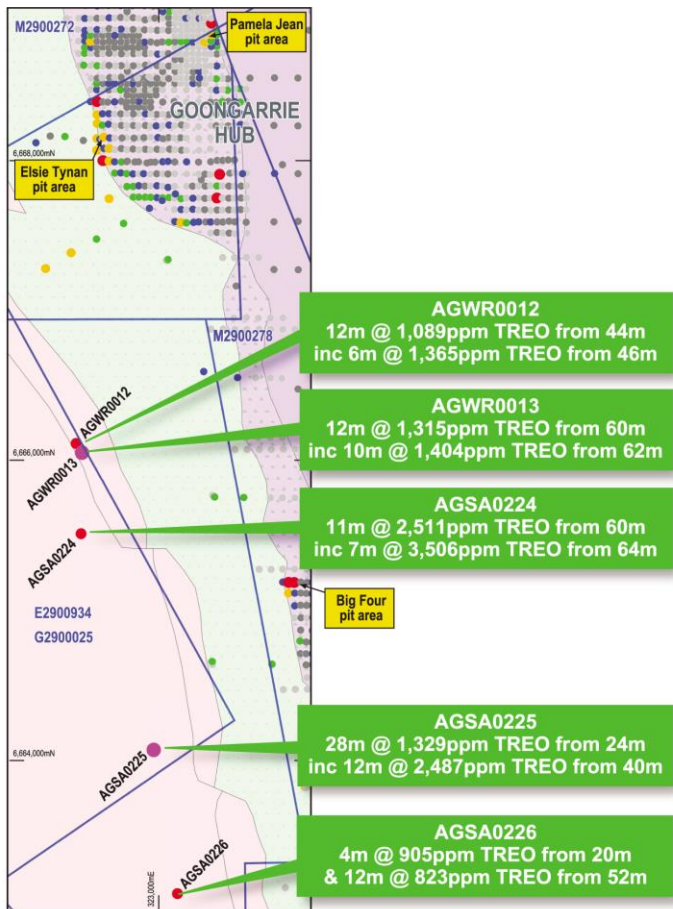 M2900272
Pamela Jean
pit area
GOONGARRIE
HUB
6,668,000mN
Elsie Tynan
pit area
M2900278
AGWR0012
12m @ 1,089ppm TREO from 44m
inc 6m @ 1,365ppm TREO from 46m
AGWR0012
AGWR0013
12m @ 1,315ppm TREO from 60m
inc 10m @ 1,404ppm TREO from 62m
6,666,000mN
AGWR0013
AGSA0224
11m @ 2,511ppm TREO from 60m
inc 7m @ 3,506ppm TREO from 64m
AGSA0224
Big Four
pit area
E2900934
G2900025
AGSA0225
28m @ 1,329ppm TREO from 24m
inc 12m @ 2,487ppm TREO from 40m
6,664,000mN
AGSA0225
AGSA0226
4m @ 905ppm TREO from 20m
& 12m @ 823ppm TREO from 52m
AGSA0226
323,000mE